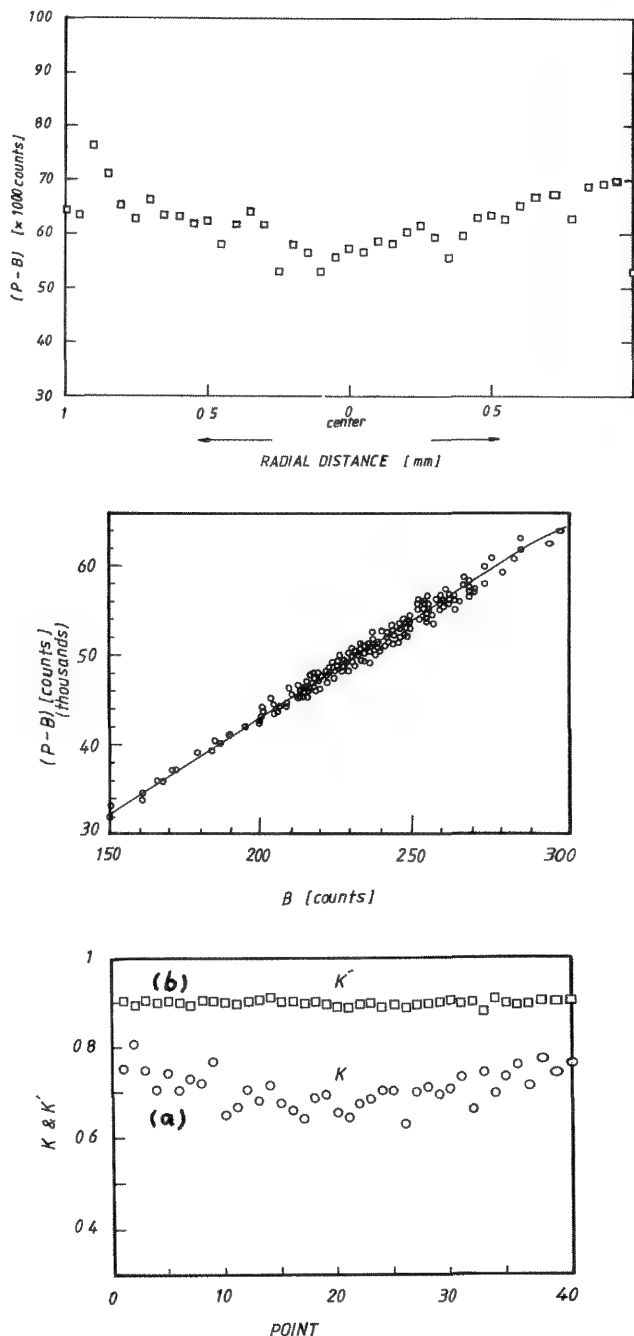 100
90
80
70
60
50
40
30
(P - B) [× 1000 counts]
1 0 5 0 0 5
center
RADIAL DISTANCE [mm]
60
50
40
30
(P-B) [counts]
(thousands)
150 200 250 300
B [counts]
1
0 8
0 6
0 4
K & K′
(b) K′
K
(a)
0 10 20 30 40
POINT